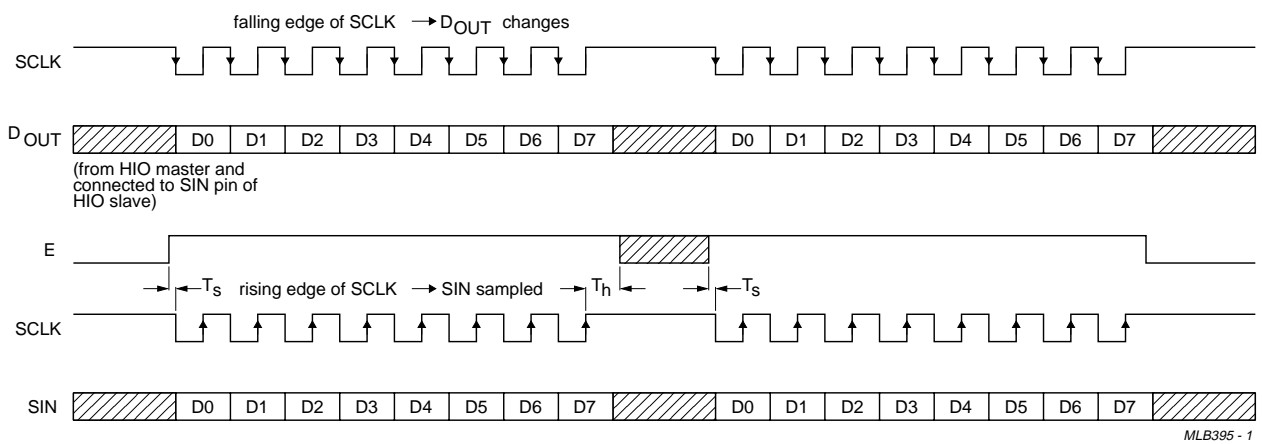 falling edge of SCLK → DOUT changes
SCLK
DOUT D0 D1 D2 D3 D4 D5 D6 D7 D0 D1 D2 D3 D4 D5 D6 D7
(from HIO master and
connected to SIN pin of
HIO slave)
E
Ts rising edge of SCLK → SIN sampled Th Ts
SCLK
SIN D0 D1 D2 D3 D4 D5 D6 D7 D0 D1 D2 D3 D4 D5 D6 D7
MLB395 - 1